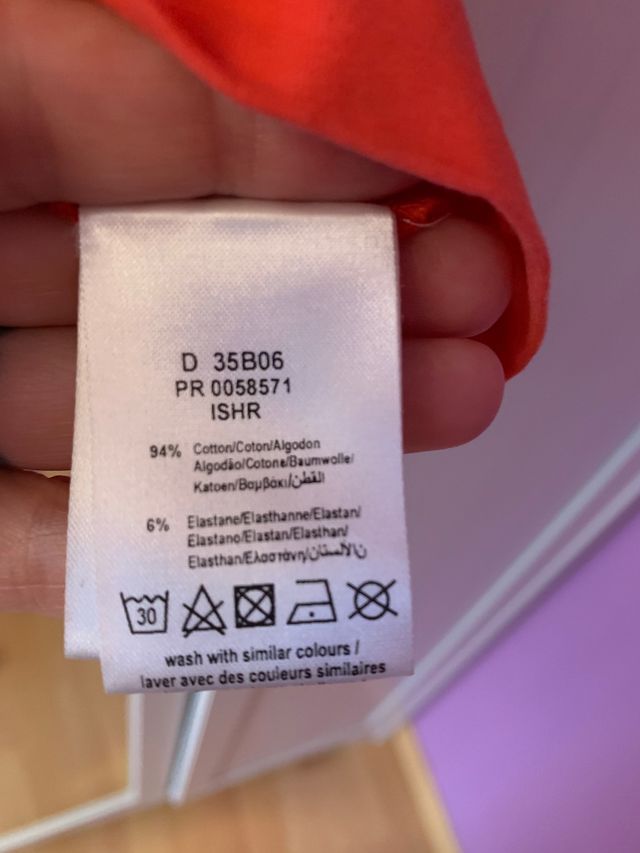 D 35B06
PR 0058571
ISHR
94% Cotton/Coton/Algodon
Algodão/Cotone/Baumwolle/
Katoen/Βαμβάκι/القطن
6% Elastane/Elasthanne/Elastan/
Elastano/Elastan/Elasthan/
Elasthan/Ελαστάνη/نالالستان
30
wash with similar colours /
laver avec des couleurs similaires